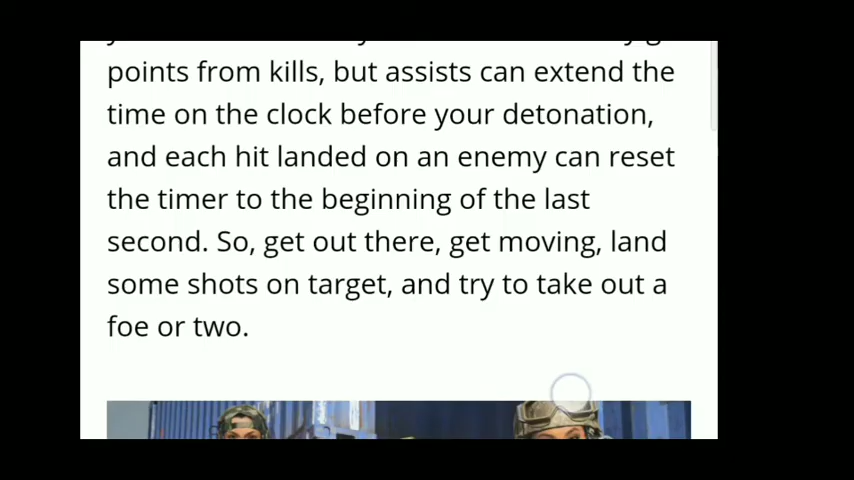 points from kills, but assists can extend the
time on the clock before your detonation,
and each hit landed on an enemy can reset
the timer to the beginning of the last
second. So, get out there, get moving, land
some shots on target, and try to take out a
foe or two.